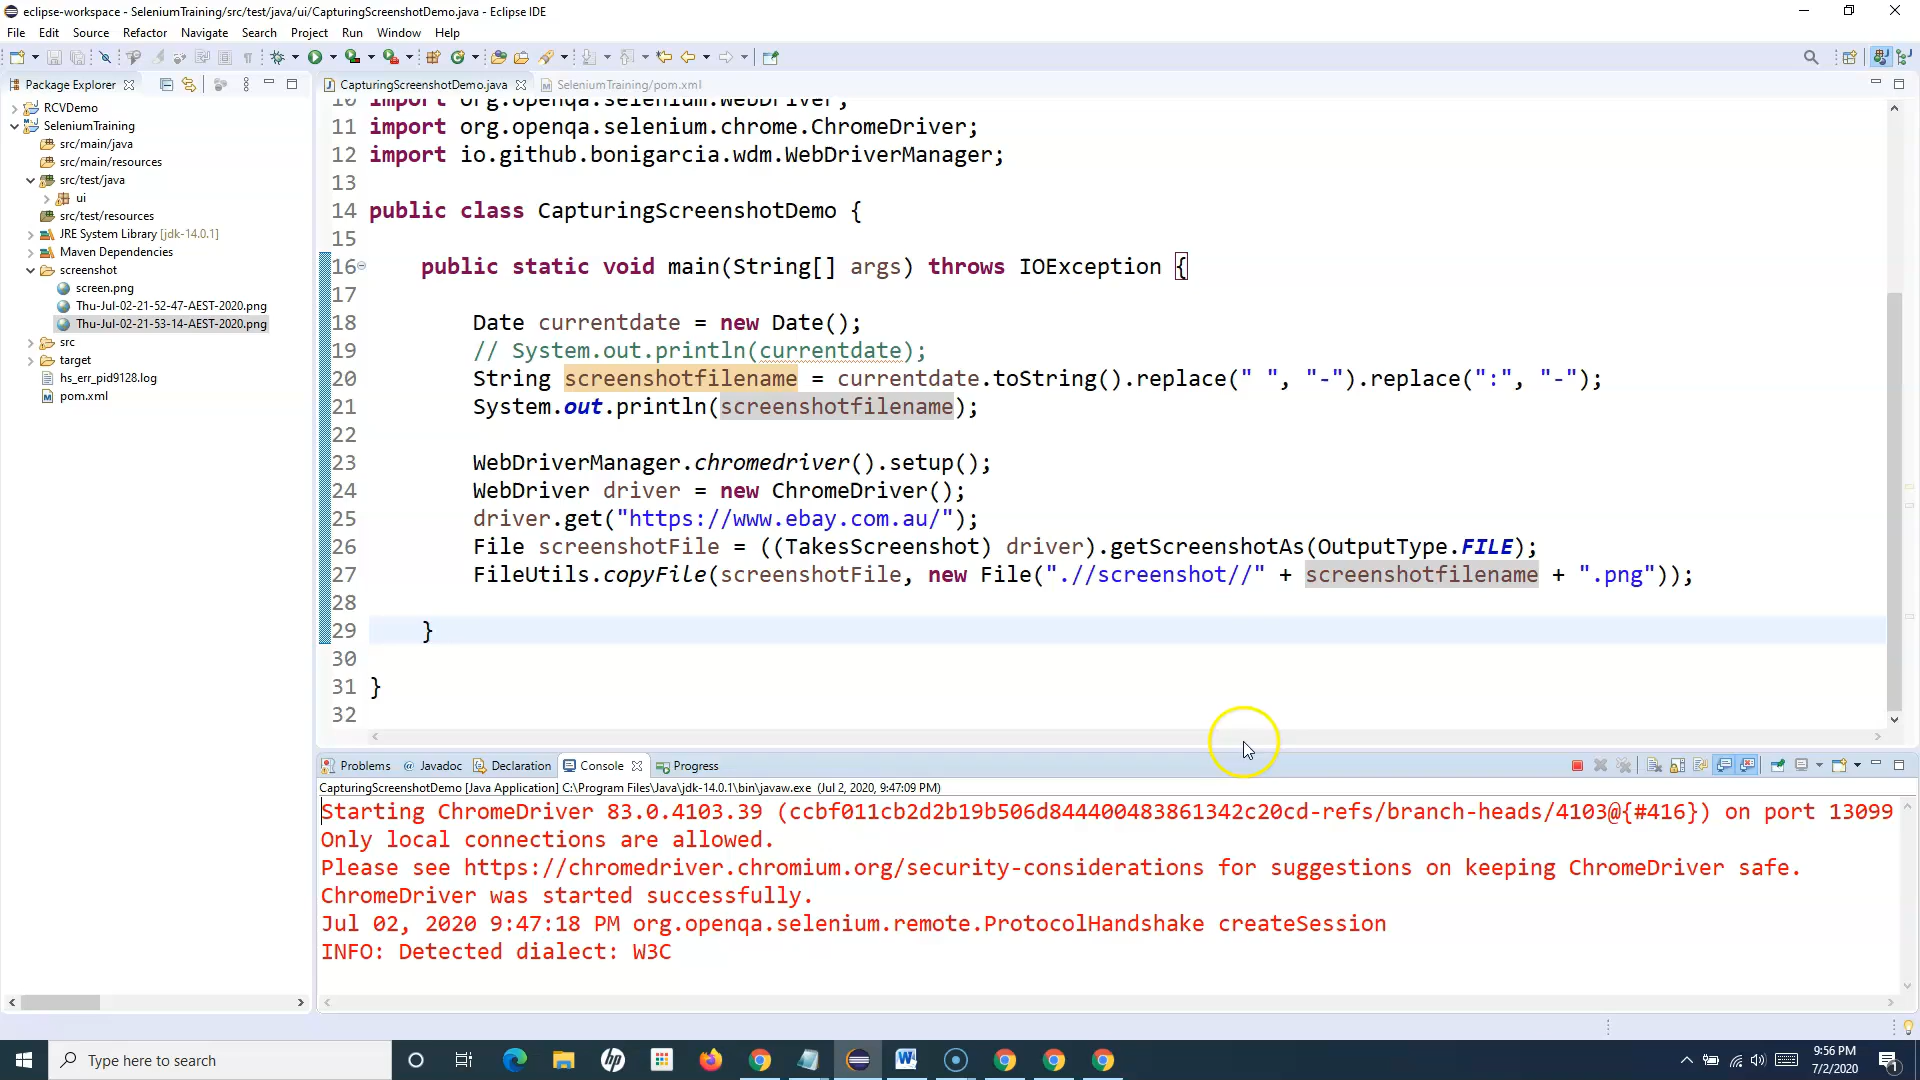 eclipse-workspace - SeleniumTraining/src/test/java/ui/CapturingScreenshotDemo.java - Eclipse IDE
File Edit Source Refactor Navigate Search Project Run Window Help
Package Explorer
RCVDemo
SeleniumTraining
src/main/java
src/main/resources
src/test/java
ui
src/test/resources
JRE System Library [jdk-14.0.1]
Maven Dependencies
screenshot
screen.png
Thu-Jul-02-21-52-47-AEST-2020.png
Thu-Jul-02-21-53-14-AEST-2020.png
src
target
hs_err_pid9128.log
pom.xml
CapturingScreenshotDemo.java SeleniumTraining/pom.xml
10 import org.openqa.selenium.WebDriver;
11 import org.openqa.selenium.chrome.ChromeDriver;
12 import io.github.bonigarcia.wdm.WebDriverManager;
13
14 public class CapturingScreenshotDemo {
15
16 public static void main(String[] args) throws IOException {
17
18 Date currentdate = new Date();
19 // System.out.println(currentdate);
20 String screenshotfilename = currentdate.toString().replace(" ", "-").replace(":", "-");
21 System.out.println(screenshotfilename);
22
23 WebDriverManager.chromedriver().setup();
24 WebDriver driver = new ChromeDriver();
25 driver.get("https://www.ebay.com.au/");
26 File screenshotFile = ((TakesScreenshot) driver).getScreenshotAs(OutputType.FILE);
27 FileUtils.copyFile(screenshotFile, new File(".//screenshot//" + screenshotfilename + ".png"));
28
29 }
30
31 }
32
Problems Javadoc Declaration Console Progress
CapturingScreenshotDemo [Java Application] C:\Program Files\Java\jdk-14.0.1\bin\javaw.exe (Jul 2, 2020, 9:47:09 PM)
Starting ChromeDriver 83.0.4103.39 (ccbf011cb2d2b19b506d844400483861342c20cd-refs/branch-heads/4103@{#416}) on port 13099
Only local connections are allowed.
Please see https://chromedriver.chromium.org/security-considerations for suggestions on keeping ChromeDriver safe.
ChromeDriver was started successfully.
Jul 02, 2020 9:47:18 PM org.openqa.selenium.remote.ProtocolHandshake createSession
INFO: Detected dialect: W3C
Type here to search
9:56 PM
7/2/2020